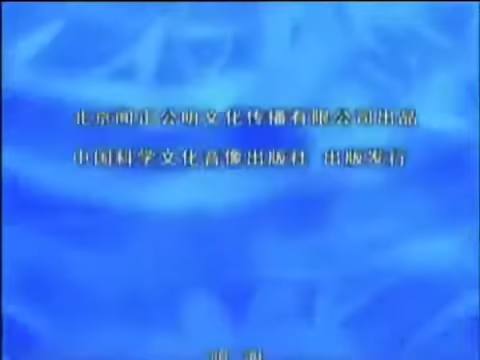 北京闻正公明文化传播有限公司出品
中国科学文化音像出版社 出版发行